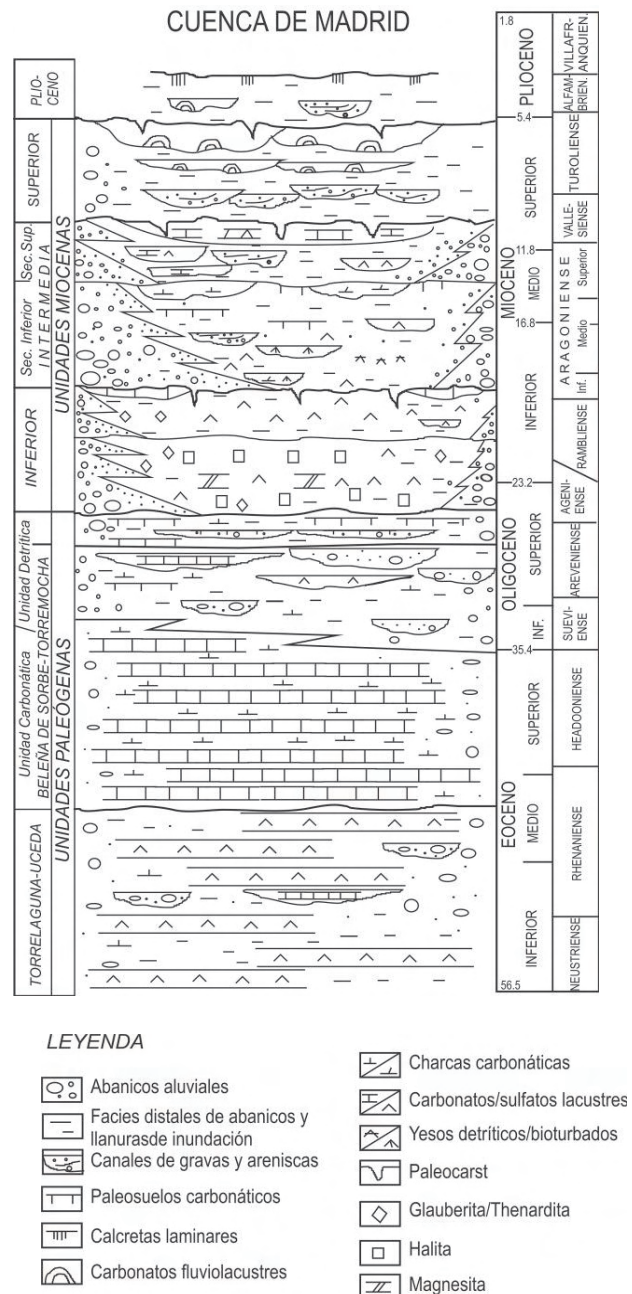 CUENCA DE MADRID
PLIO-
CENO
SUPERIOR
Sec.Sup.
Sec. Inferior
INTERMEDIA
INFERIOR
UNIDADES MIOCENAS
Unidad Detrítica
Unidad Carbonática
BELEÑA DE SORBE-TORREMOCHA
TORRELAGUNA-UCEDA
UNIDADES PALEÓGENAS
1.8
PLIOCENO
5.4
SUPERIOR
11.8
MEDIO
MIOCENO
16.8
INFERIOR
23.2
SUPERIOR
OLIGOCENO
INF.
35.4
SUPERIOR
EOCENO
MEDIO
INFERIOR
56.5
VILLAFR-
ANQUIEN.
ALFAM-
BRIEN.
TUROLIENSE
VALLE-
SIENSE
ARAGONIENSE
Superior
Medio
Inf.
RAMBLIENSE
AGENI-
ENSE
AREVENIENSE
SUEVI-
ENSE
HEADOONIENSE
RHENANIENSE
NEUSTRIENSE
LEYENDA
Abanicos aluviales
Facies distales de abanicos y
llanurasde inundación
Canales de gravas y areniscas
Paleosuelos carbonáticos
Calcretas laminares
Carbonatos fluviolacustres
Charcas carbonáticas
Carbonatos/sulfatos lacustres
Yesos detríticos/bioturbados
Paleocarst
Glauberita/Thenardita
Halita
Magnesita